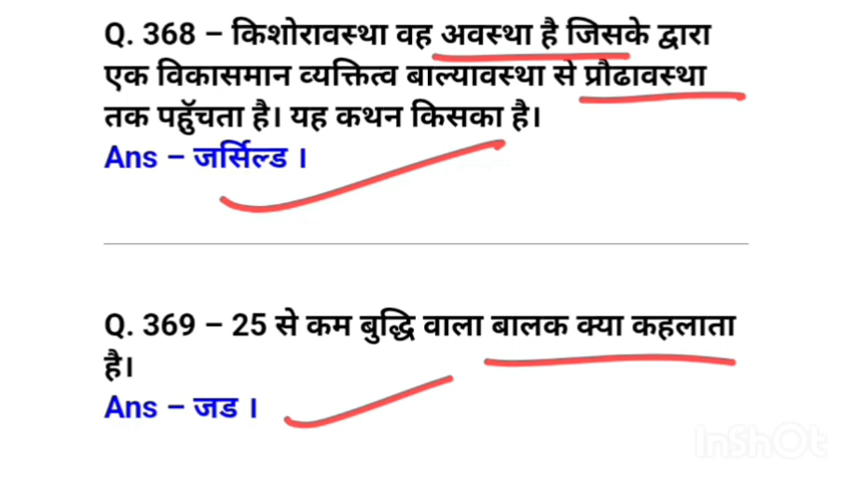 Q. 368 – किशोरावस्था वह अवस्था है जिसके द्वारा
एक विकासमान व्यक्तित्व बाल्यावस्था से प्रौढावस्था
तक पहुॅचता है। यह कथन किसका है।
Ans – जर्सिल्ड ।
Q. 369 – 25 से कम बुद्धि वाला बालक क्या कहलाता
है।
Ans – जड ।
InShOt